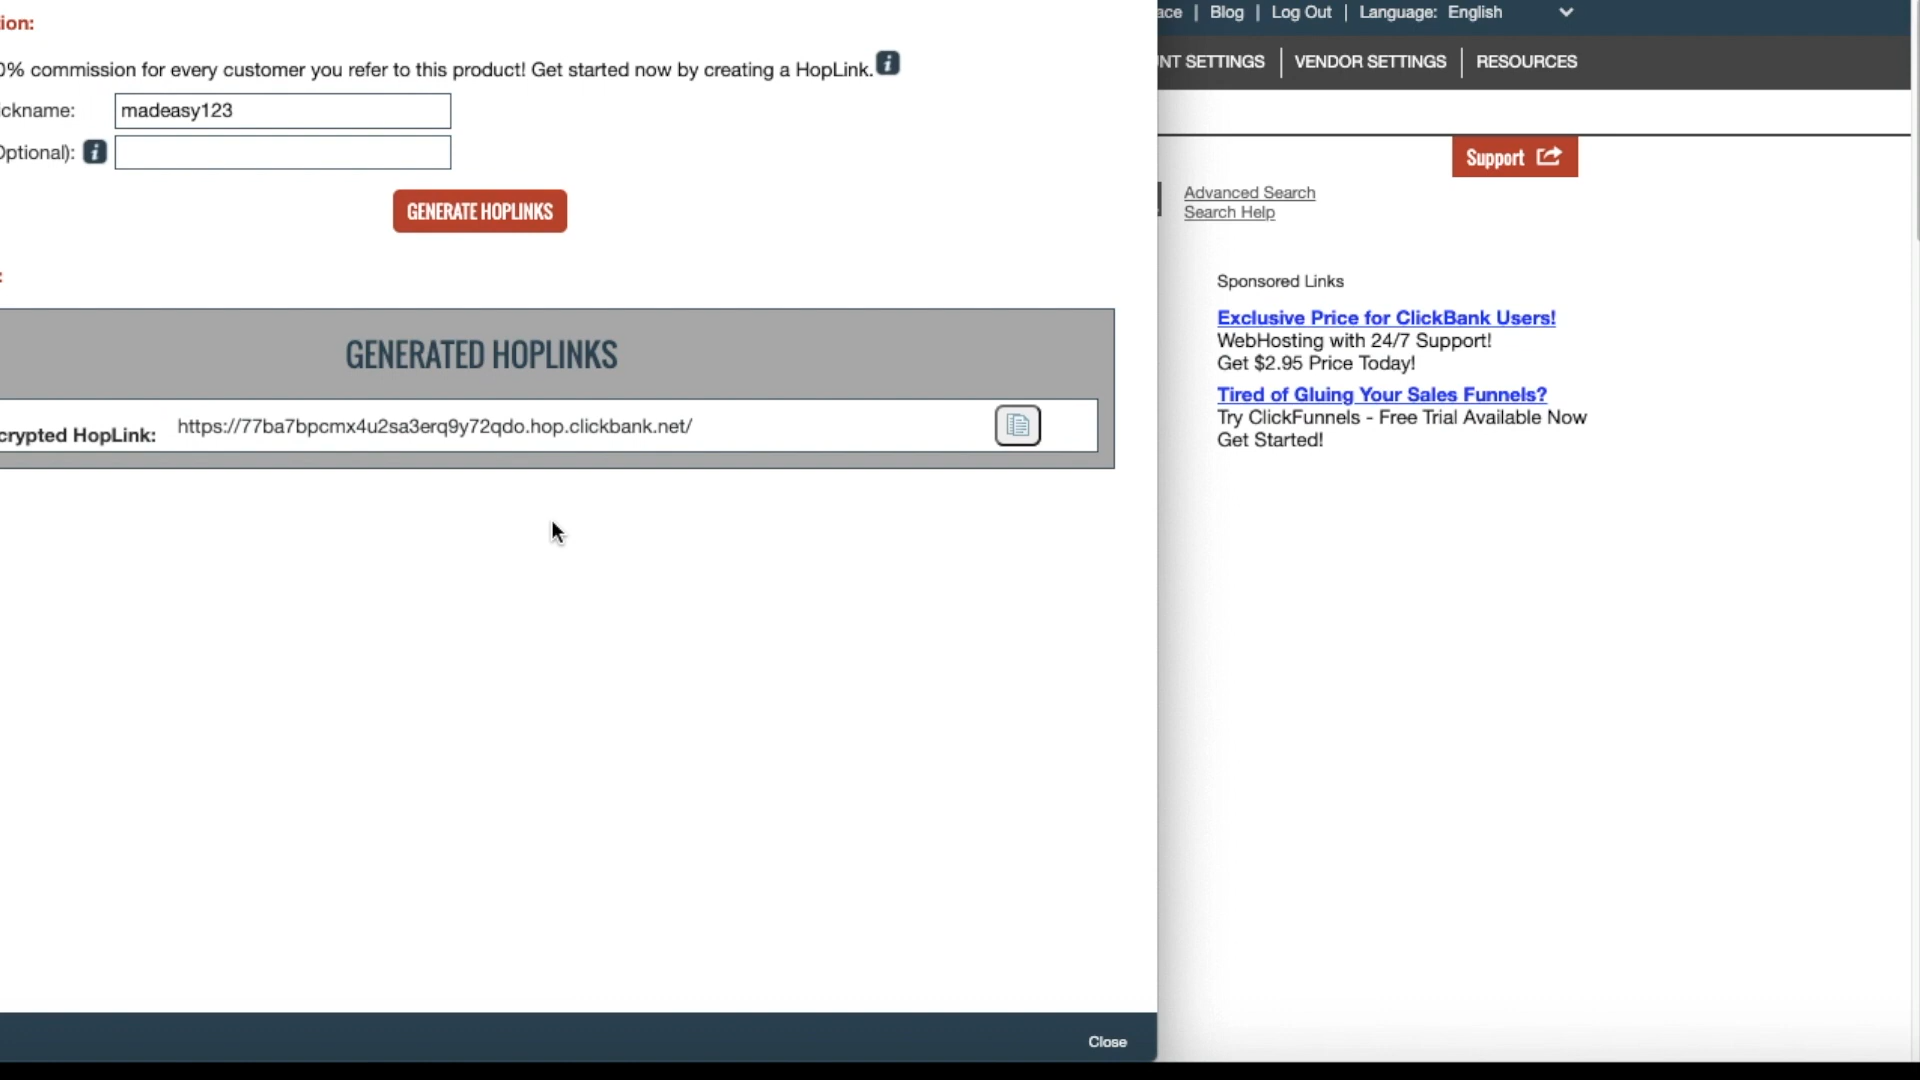 ace | Blog | Log Out | Language: English
NT SETTINGS | VENDOR SETTINGS | RESOURCES
ion:
0% commission for every customer you refer to this product! Get started now by creating a HopLink. i
ickname: madeasy123
Optional): i
GENERATE HOPLINKS
:
GENERATED HOPLINKS
crypted HopLink: https://77ba7bpcmx4u2sa3erq9y72qdo.hop.clickbank.net/
Close
Support
Advanced Search
Search Help
Sponsored Links
Exclusive Price for ClickBank Users!
WebHosting with 24/7 Support!
Get $2.95 Price Today!
Tired of Gluing Your Sales Funnels?
Try ClickFunnels - Free Trial Available Now
Get Started!